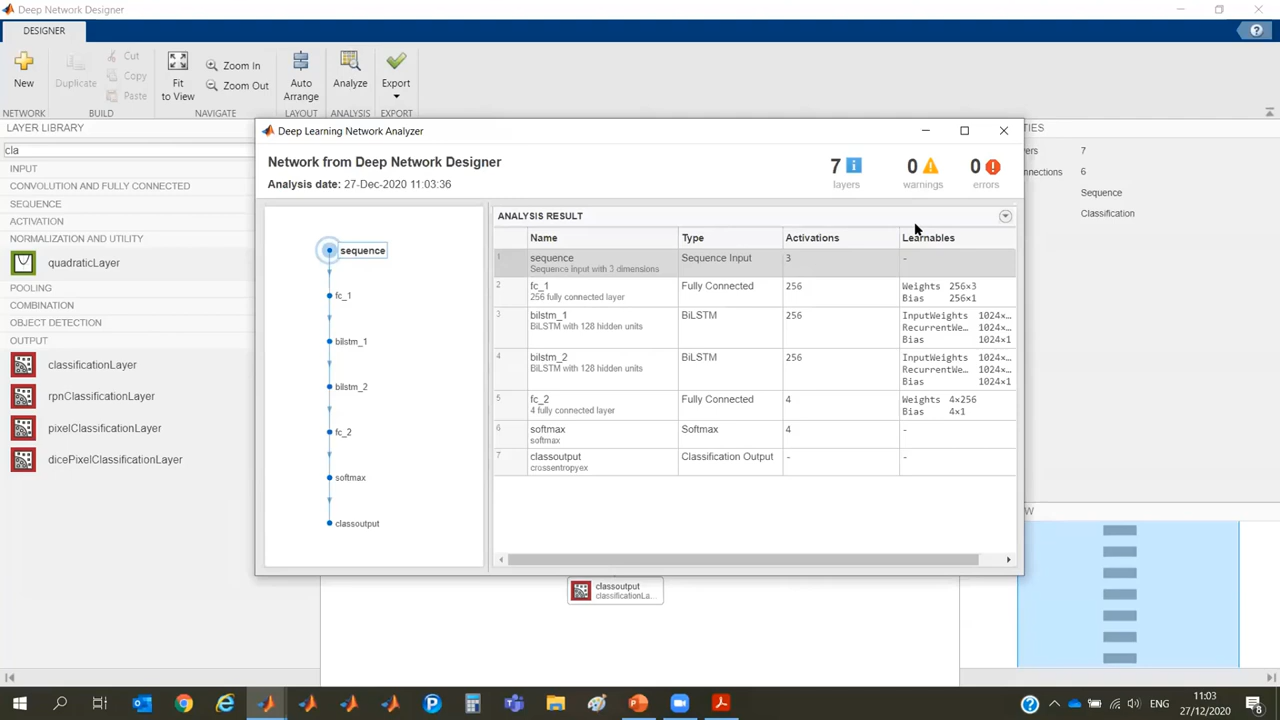 Deep Network Designer
DESIGNER
New
Duplicate
Cut
Copy
Paste
Fit
to View
Zoom In
Zoom Out
Auto
Arrange
Analyze
Export
NETWORK
BUILD
NAVIGATE
LAYOUT
ANALYSIS
EXPORT
LAYER LIBRARY
cla
INPUT
CONVOLUTION AND FULLY CONNECTED
SEQUENCE
ACTIVATION
NORMALIZATION AND UTILITY
quadraticLayer
POOLING
COMBINATION
OBJECT DETECTION
OUTPUT
classificationLayer
rpnClassificationLayer
pixelClassificationLayer
dicePixelClassificationLayer
Deep Learning Network Analyzer
Network from Deep Network Designer
Analysis date: 27-Dec-2020 11:03:36
7
layers
0
warnings
0
errors
sequence
fc_1
bilstm_1
bilstm_2
fc_2
softmax
classoutput
ANALYSIS RESULT
Name Type Activations Learnables
1 sequence Sequence Input 3 -
Sequence input with 3 dimensions
2 fc_1 Fully Connected 256 Weights 256×3
256 fully connected layer Bias 256×1
3 bilstm_1 BiLSTM 256 InputWeights 1024×…
BiLSTM with 128 hidden units RecurrentWe… 1024×…
Bias 1024×1
4 bilstm_2 BiLSTM 256 InputWeights 1024×…
BiLSTM with 128 hidden units RecurrentWe… 1024×…
Bias 1024×1
5 fc_2 Fully Connected 4 Weights 4×256
4 fully connected layer Bias 4×1
6 softmax Softmax 4 -
softmax
7 classoutput Classification Output - -
crossentropyex
TIES
yers 7
nnections 6
Sequence
Classification
W
classoutput
classificationLa...
ENG
11:03
27/12/2020
8